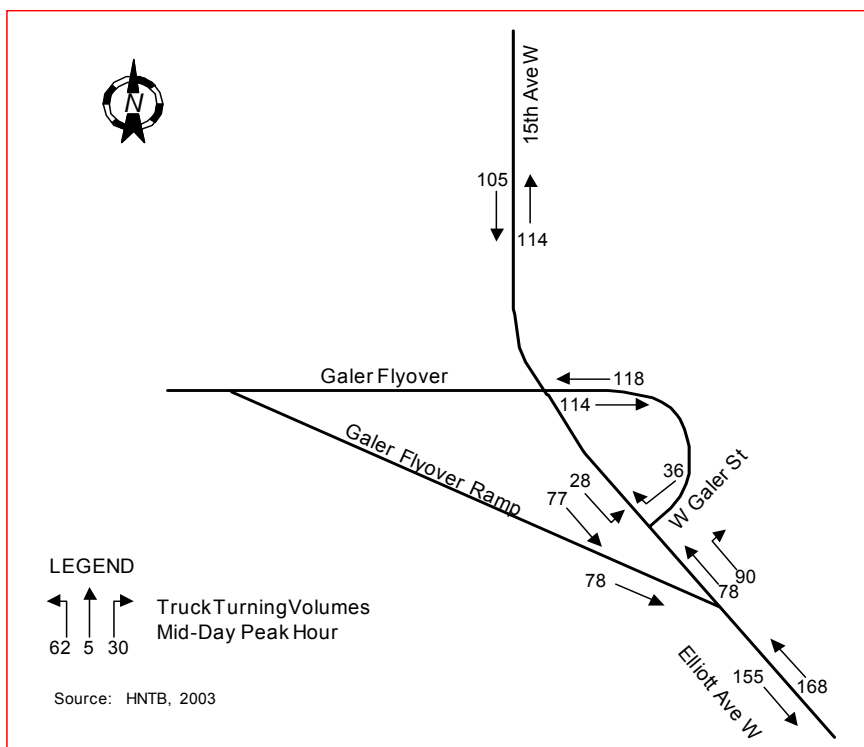 N
15th Ave W
105
114
Galer Flyover
118
114
Galer Flyover Ramp
36
W Galer St
28
77
90
78
78
LEGEND
62 5 30
Truck Turning Volumes
Mid-Day Peak Hour
Elliott Ave W
155
168
Source: HNTB, 2003